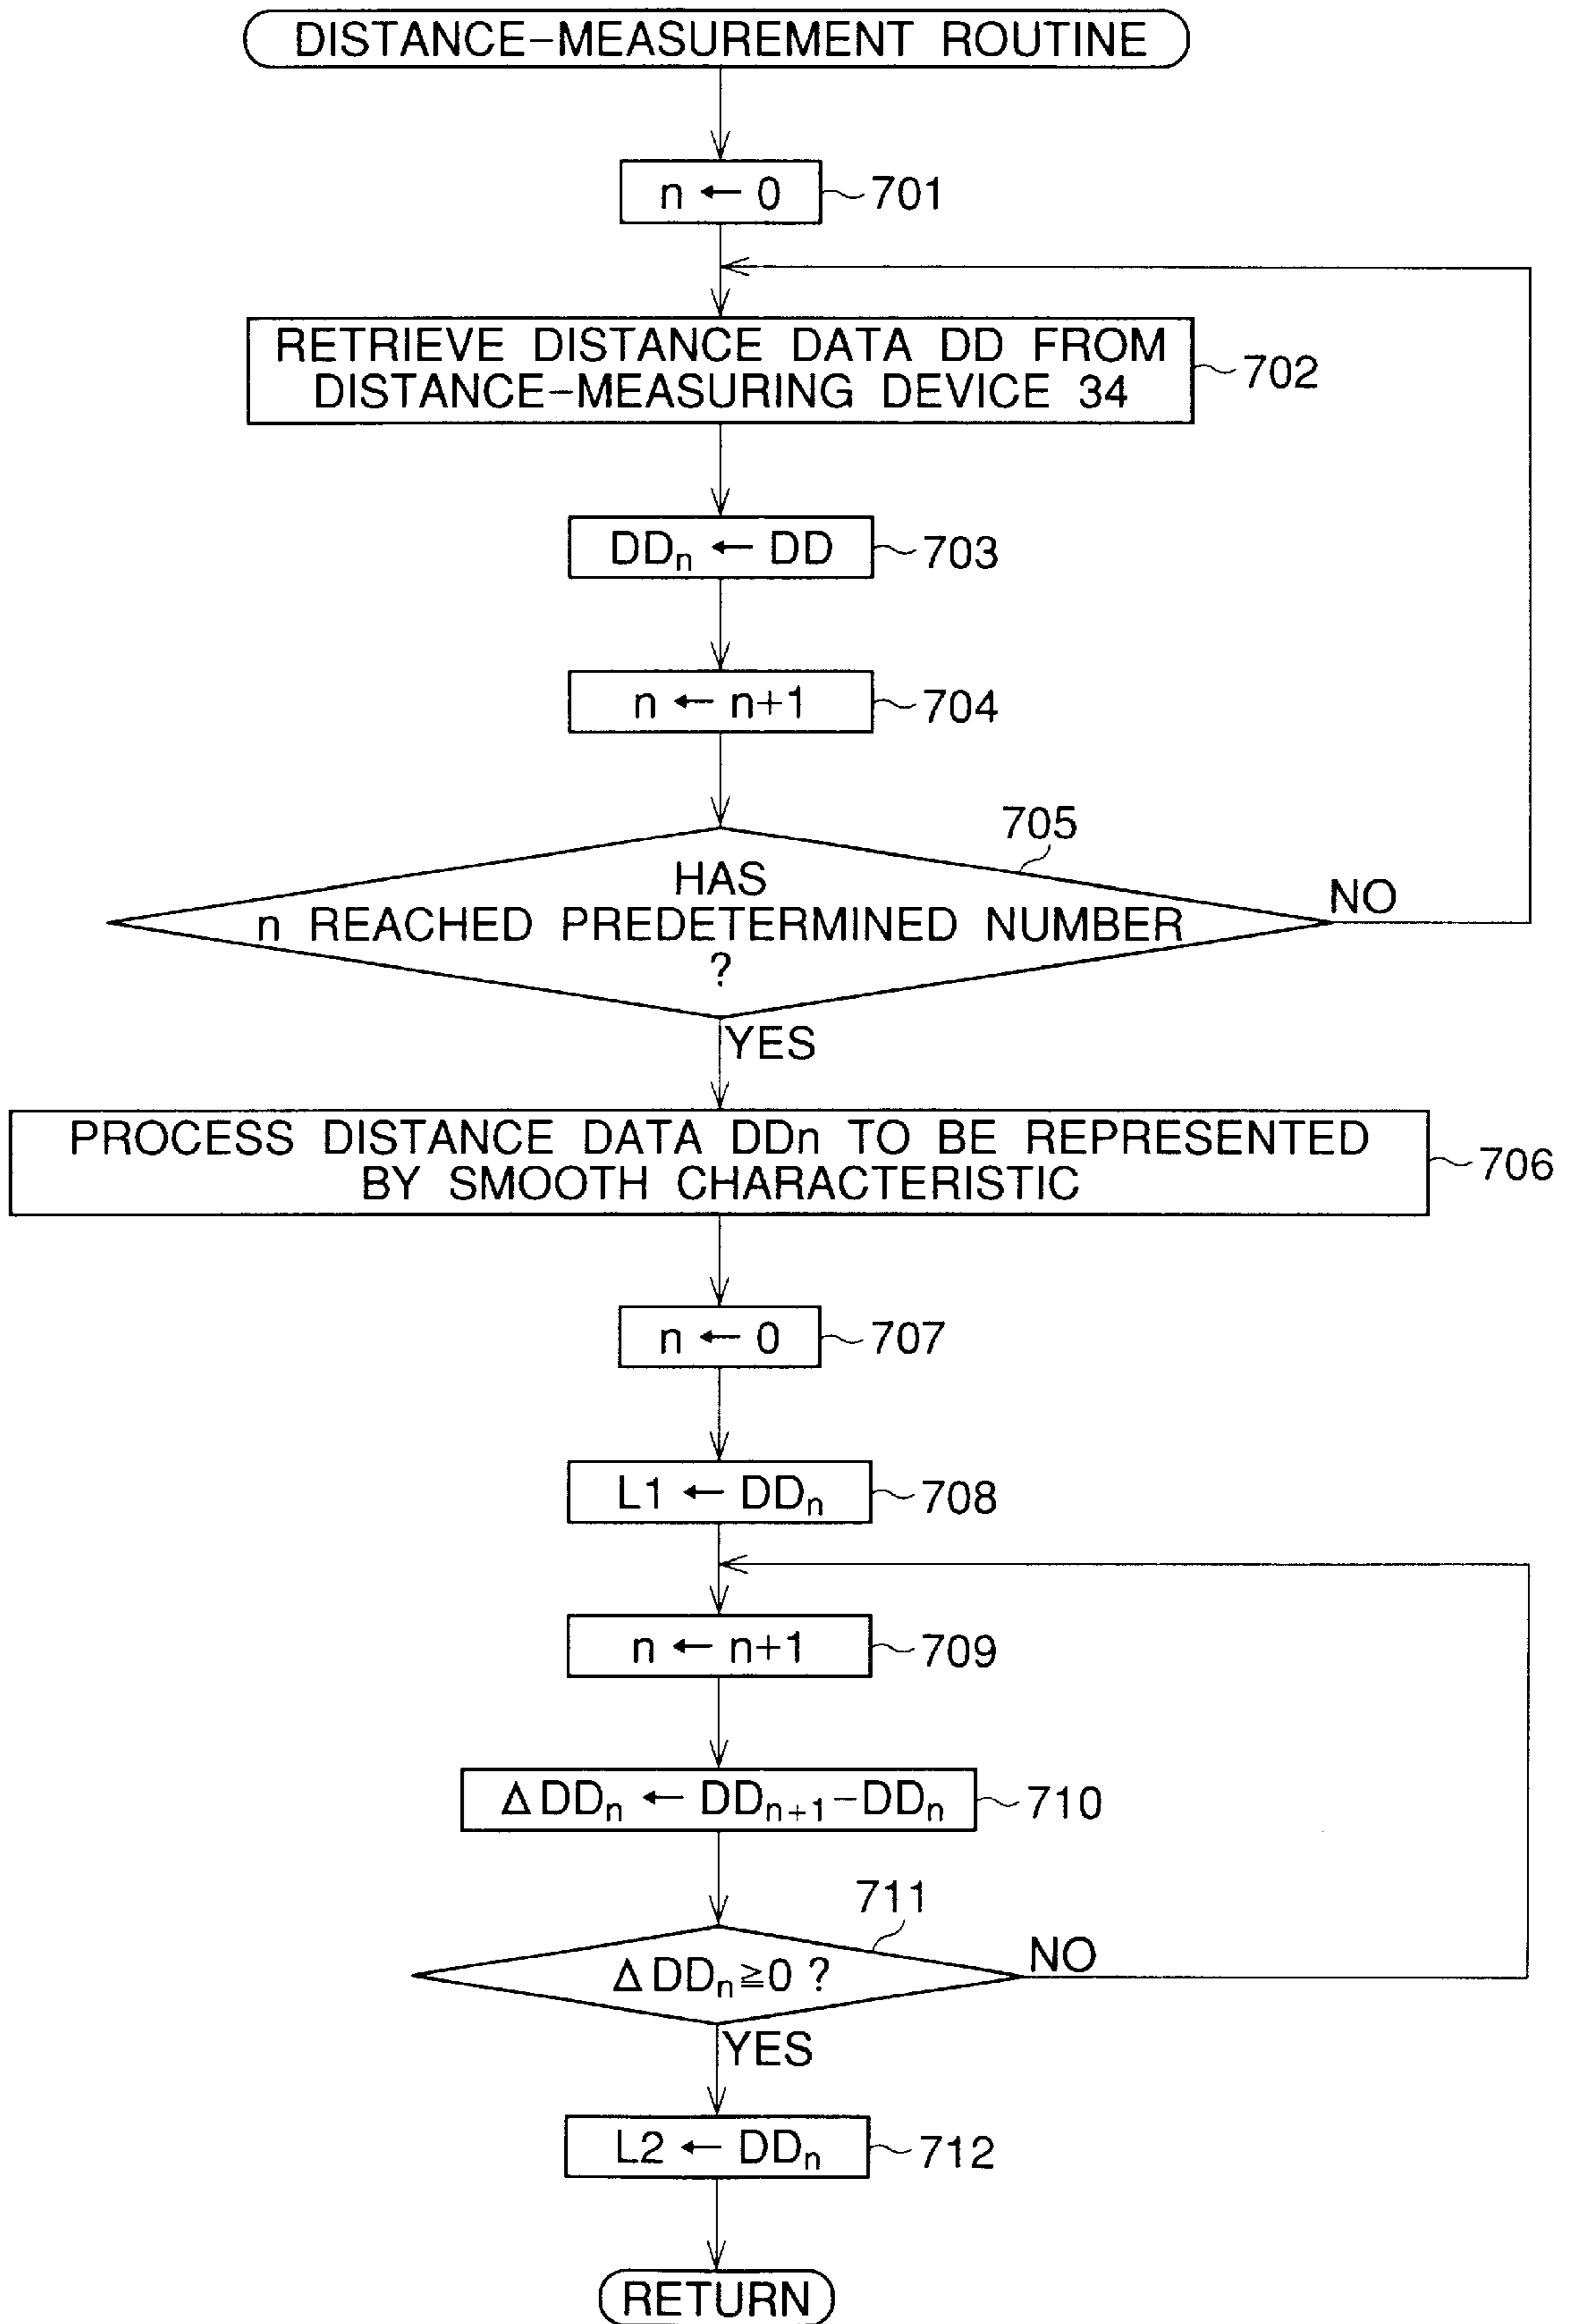 DISTANCE-MEASUREMENT ROUTINE
n ← 0
701
RETRIEVE DISTANCE DATA DD FROM
DISTANCE-MEASURING DEVICE 34
702
DDₙ ← DD
703
n ← n+1
704
705
HAS
n REACHED PREDETERMINED NUMBER
?
NO
YES
PROCESS DISTANCE DATA DDn TO BE REPRESENTED
BY SMOOTH CHARACTERISTIC
706
n ← 0
707
L1 ← DDₙ
708
n ← n+1
709
Δ DDₙ ← DDₙ₊₁-DDₙ
710
711
Δ DDₙ≧0 ?
NO
YES
L2 ← DDₙ
712
RETURN